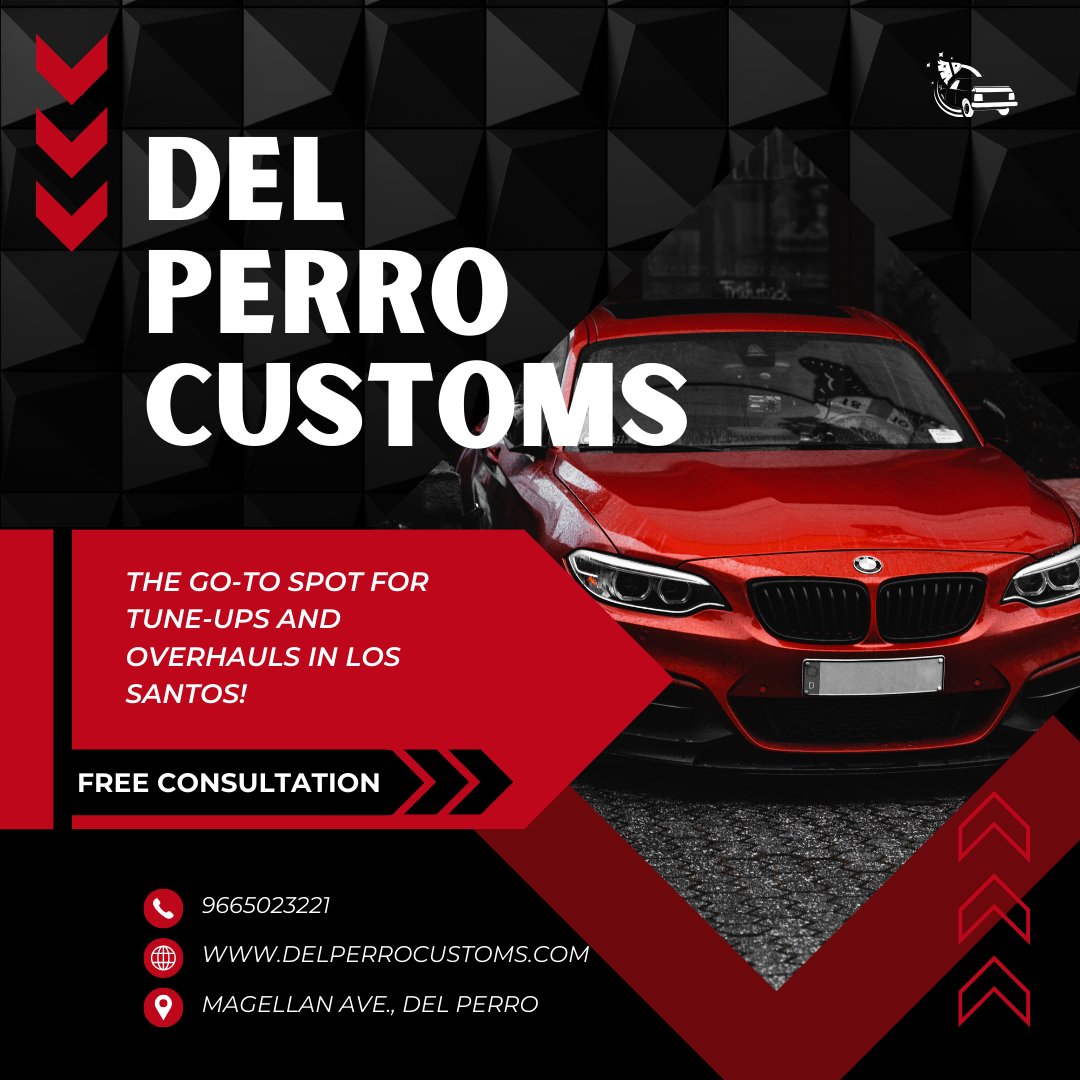 DEL
PERRO
CUSTOMS
THE GO-TO SPOT FOR
TUNE-UPS AND
OVERHAULS IN LOS
SANTOS!
FREE CONSULTATION
9665023221
WWW.DELPERROCUSTOMS.COM
MAGELLAN AVE., DEL PERRO